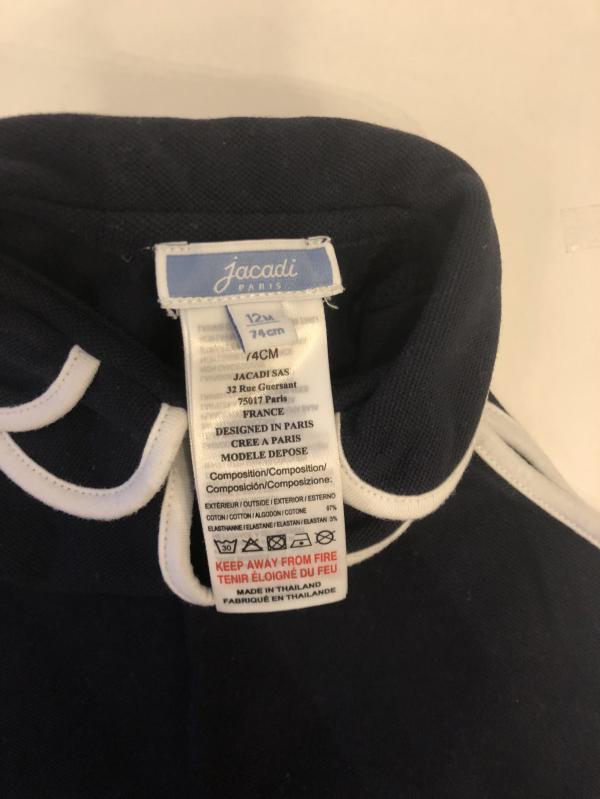 jacadi
PARIS
12M
74cm
74CM
JACADI SAS
32 Rue Guersant
75017 Paris
FRANCE
DESIGNED IN PARIS
CREE A PARIS
MODELE DEPOSE
Composition/Composition/
Composición/Composizione:
EXTÉRIEUR / OUTSIDE / EXTERIOR / ESTERNO
COTON / COTTON / ALGODON / COTONE 97%
ELASTHANNE / ELASTANE / ELASTAN / ELASTAN 3%
30
KEEP AWAY FROM FIRE
TENIR ÉLOIGNÉ DU FEU
MADE IN THAILAND
FABRIQUÉ EN THAILANDE